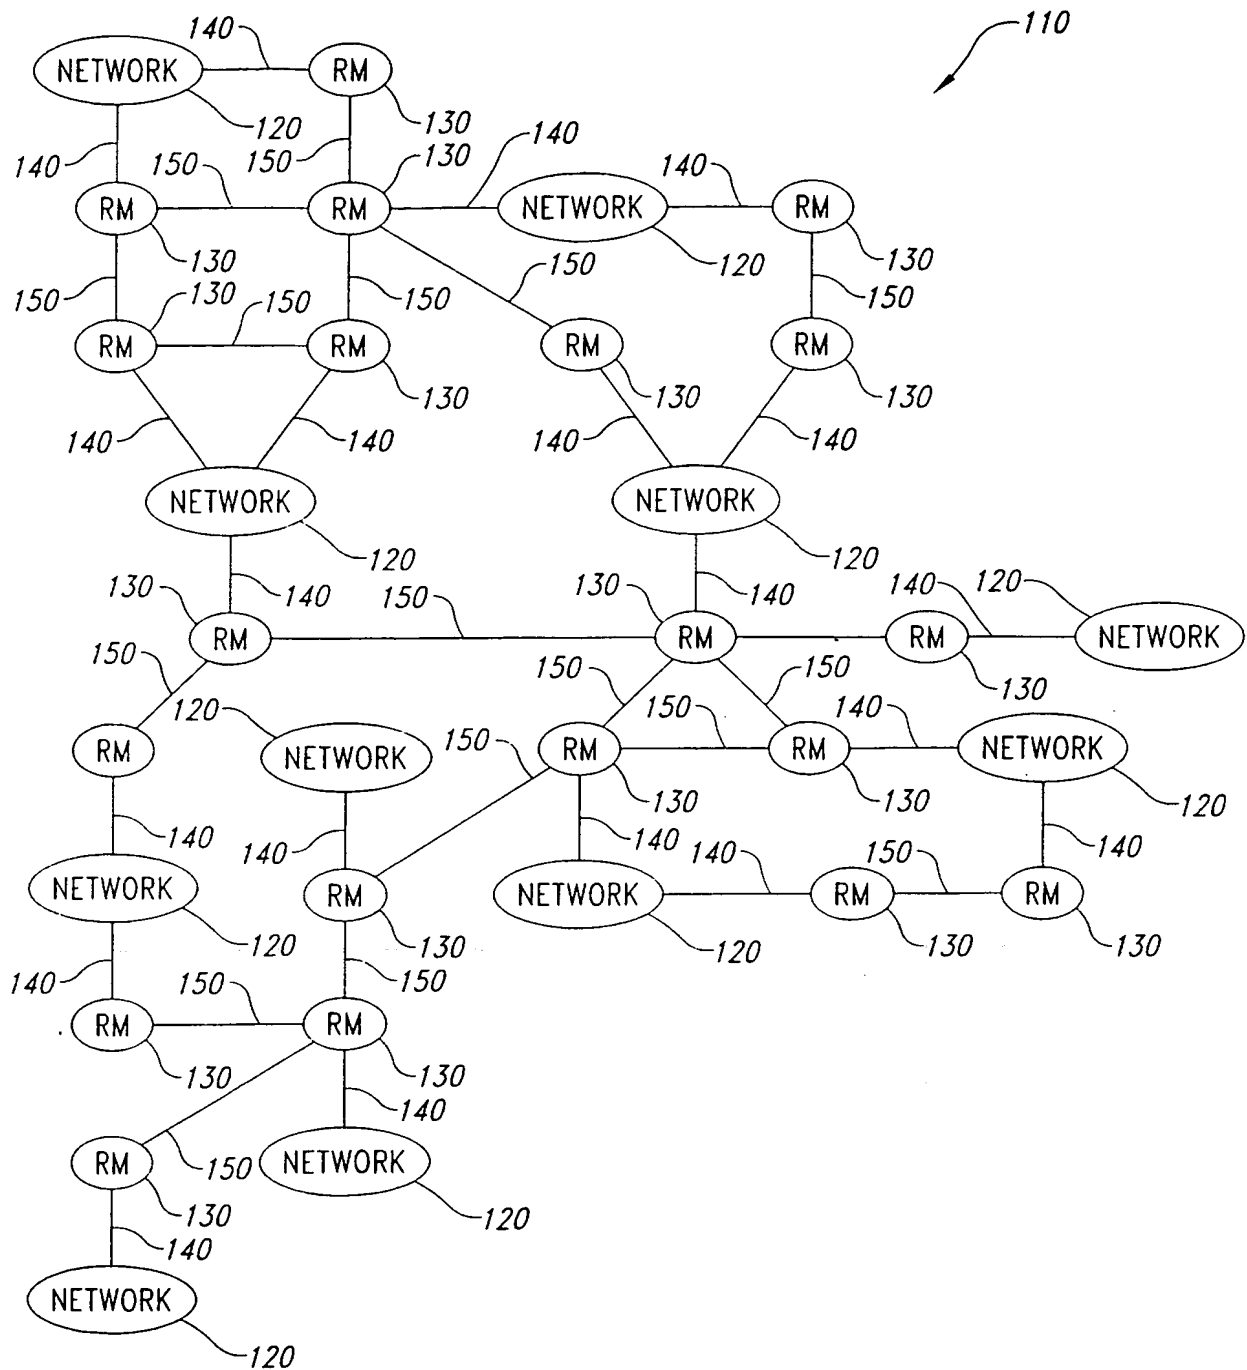 140 110
NETWORK RM
120 130
140 150 150 130 140 140
RM RM NETWORK RM
130 120 130
150 130 150 150 150 150
RM RM RM RM
130 130 130
140 140 140 140
NETWORK NETWORK
120 120
130 140 150 130 140 140 120
RM RM RM NETWORK
130
150 120 150 150 150 140
RM NETWORK 150 RM RM NETWORK
130 130 120
140 140 140 140 150 140
NETWORK RM NETWORK RM RM
120 130 120 130 130
140 150 150
RM RM
130 130
140
RM 150 NETWORK
130 120
140
NETWORK
120